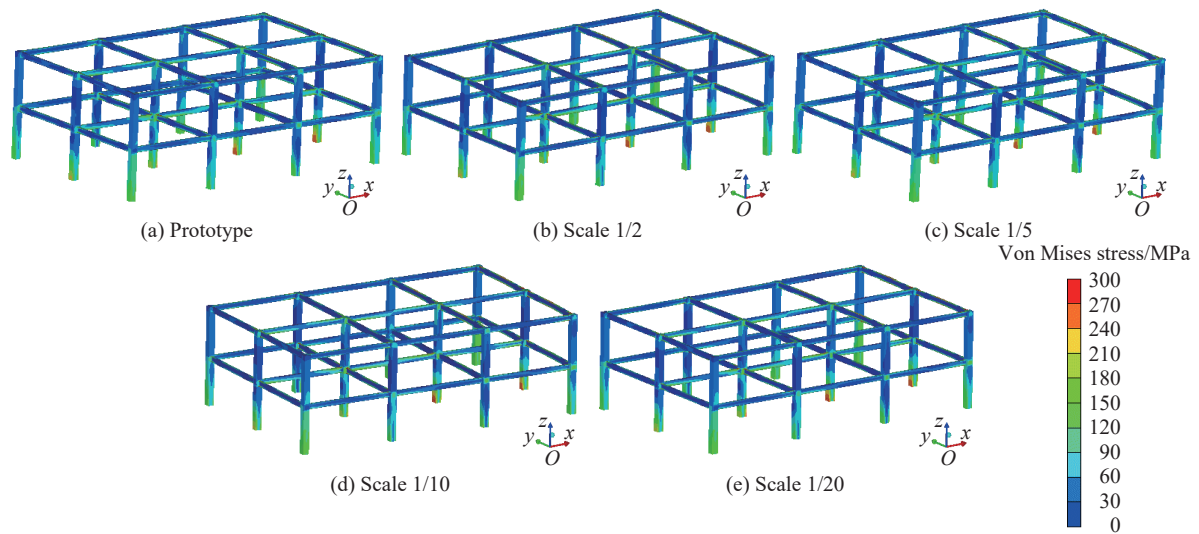 z
y
x
O
(a) Prototype
z
y
x
O
(b) Scale 1/2
z
y
x
O
(c) Scale 1/5
Von Mises stress/MPa
300
270
240
210
180
150
120
90
60
30
0
z
y
x
O
(d) Scale 1/10
z
y
x
O
(e) Scale 1/20